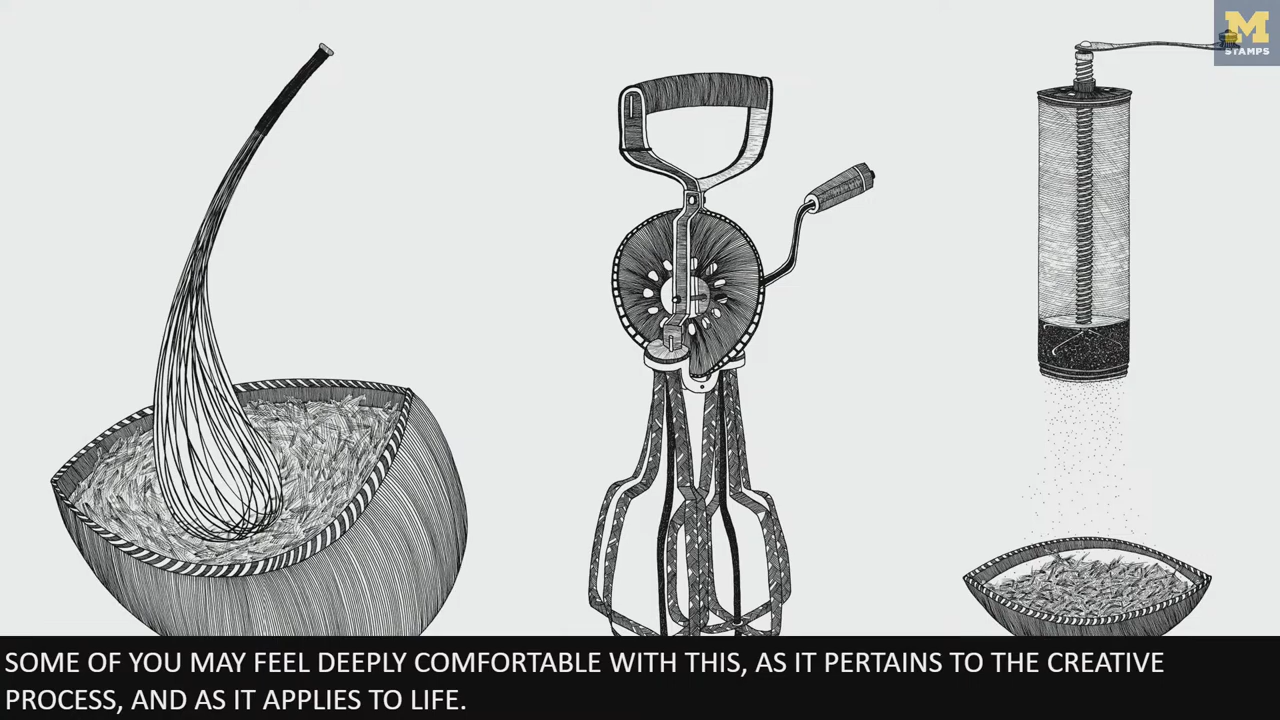 M
STAMPS
SOME OF YOU MAY FEEL DEEPLY COMFORTABLE WITH THIS, AS IT PERTAINS TO THE CREATIVE
PROCESS, AND AS IT APPLIES TO LIFE.